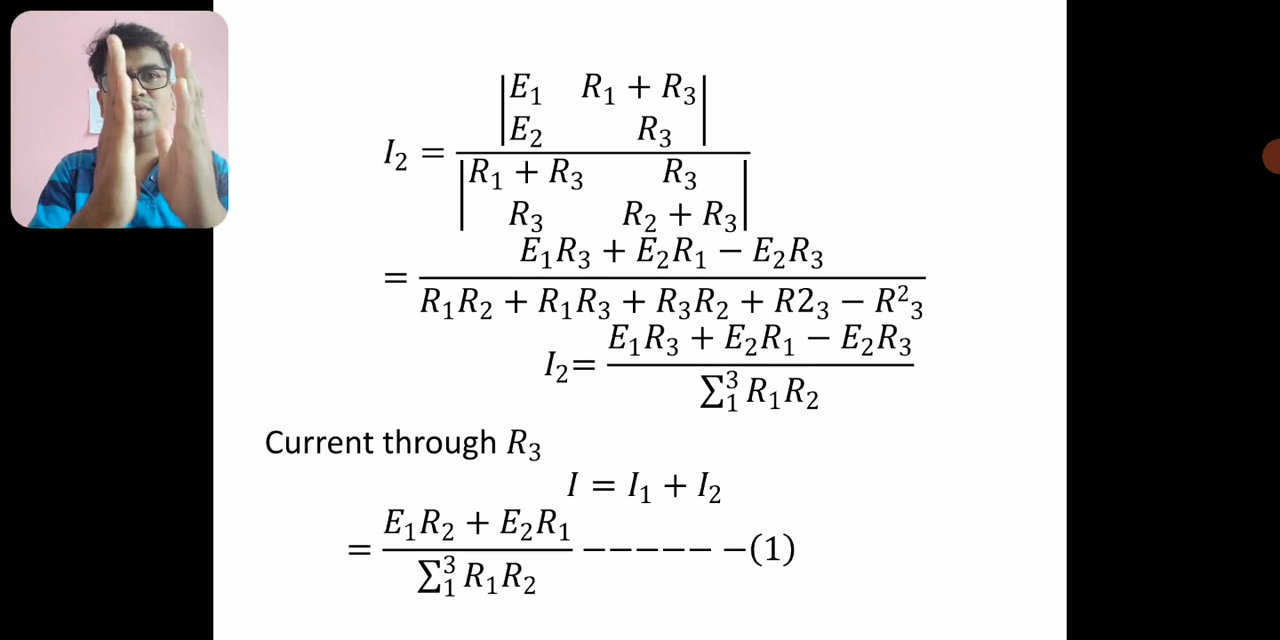 |E₁ R₁ + R₃|
|E₂ R₃|
I₂ =
|R₁ + R₃ R₃|
|R₃ R₂ + R₃|
E₁R₃ + E₂R₁ − E₂R₃
=
R₁R₂ + R₁R₃ + R₃R₂ + R2₃ − R²₃
E₁R₃ + E₂R₁ − E₂R₃
I₂=
∑₁³ R₁R₂
Current through R₃
I = I₁ + I₂
E₁R₂ + E₂R₁
= −−−−−− −(1)
∑₁³ R₁R₂